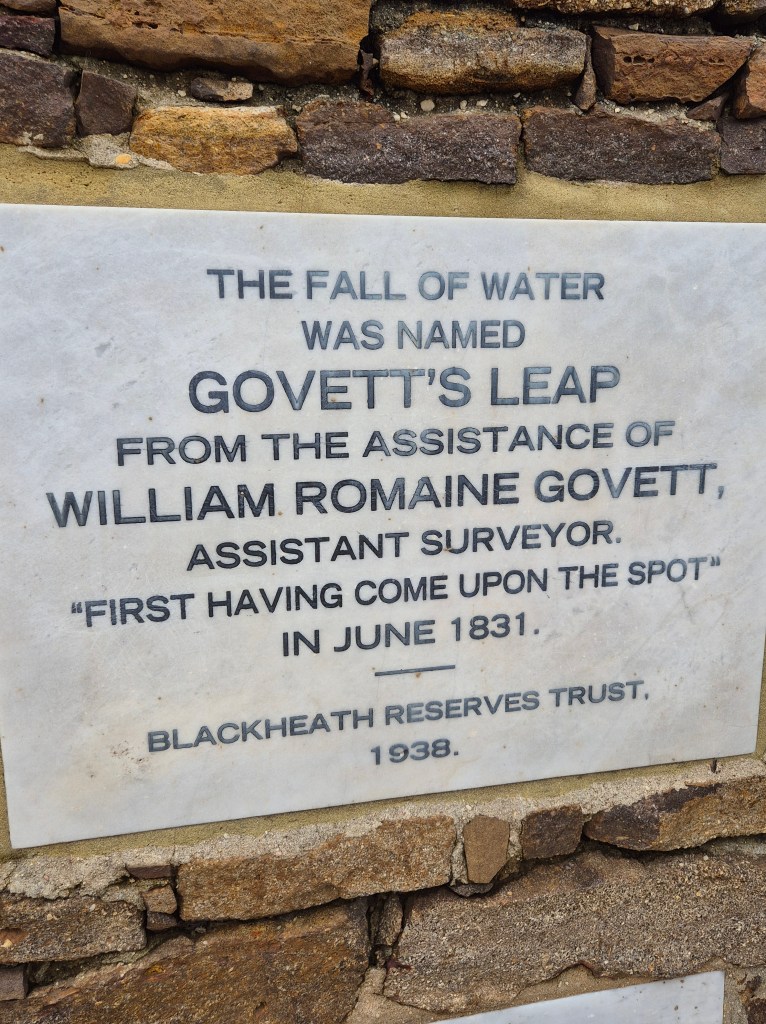 THE FALL OF WATER
WAS NAMED
GOVETT'S LEAP
FROM THE ASSISTANCE OF
WILLIAM ROMAINE GOVETT,
ASSISTANT SURVEYOR.
"FIRST HAVING COME UPON THE SPOT"
IN JUNE 1831.
BLACKHEATH RESERVES TRUST,
1938.